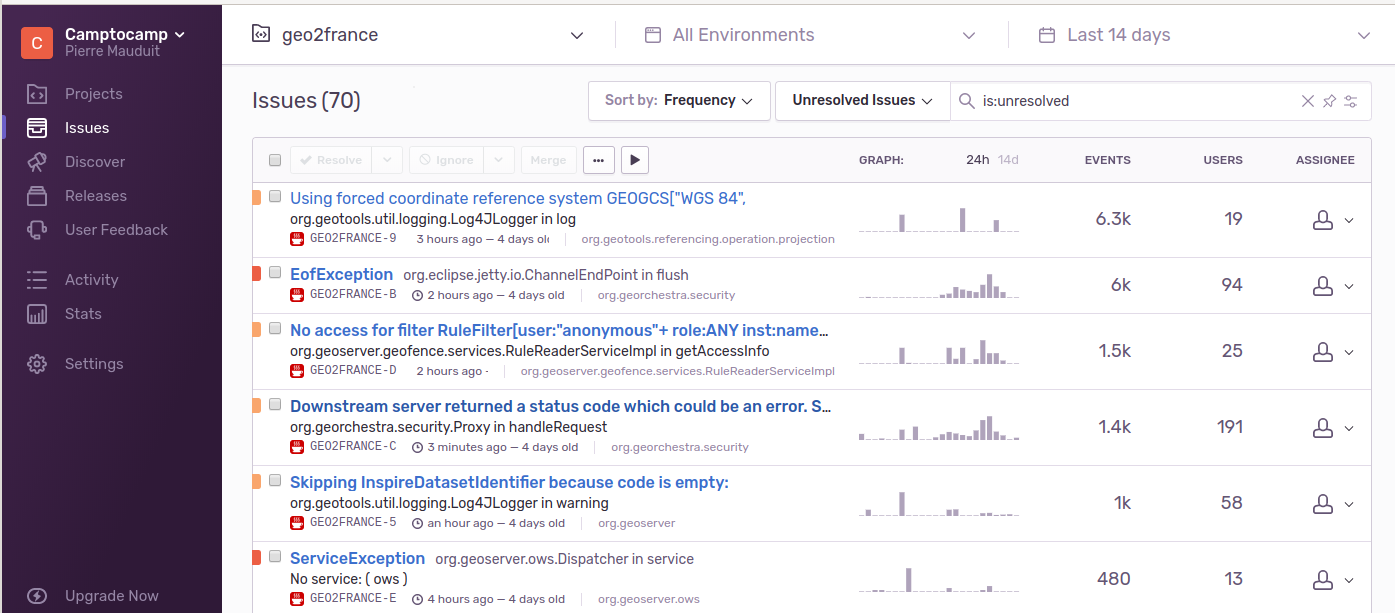 C
Camptocamp
Pierre Mauduit
Projects
Issues
Discover
Releases
User Feedback
Activity
Stats
Settings
Upgrade Now
geo2france
All Environments
Last 14 days
Issues (70)
Sort by: Frequency
Unresolved Issues
is:unresolved
Resolve
Ignore
Merge
GRAPH:
24h 14d
EVENTS
USERS
ASSIGNEE
Using forced coordinate reference system GEOGCS["WGS 84",
org.geotools.util.logging.Log4JLogger in log
GEO2FRANCE-9 3 hours ago — 4 days old org.geotools.referencing.operation.projection
6.3k
19
EofException org.eclipse.jetty.io.ChannelEndPoint in flush
GEO2FRANCE-B 2 hours ago — 4 days old org.georchestra.security
6k
94
No access for filter RuleFilter[user:"anonymous"+ role:ANY inst:name…
org.geoserver.geofence.services.RuleReaderServiceImpl in getAccessInfo
GEO2FRANCE-D 2 hours ago - org.geoserver.geofence.services.RuleReaderServiceImpl
1.5k
25
Downstream server returned a status code which could be an error. S…
org.georchestra.security.Proxy in handleRequest
GEO2FRANCE-C 3 minutes ago — 4 days old org.georchestra.security
1.4k
191
Skipping InspireDatasetIdentifier because code is empty:
org.geotools.util.logging.Log4JLogger in warning
GEO2FRANCE-5 an hour ago — 4 days old org.geoserver
1k
58
ServiceException org.geoserver.ows.Dispatcher in service
No service: ( ows )
GEO2FRANCE-E 4 hours ago — 4 days old org.geoserver.ows
480
13